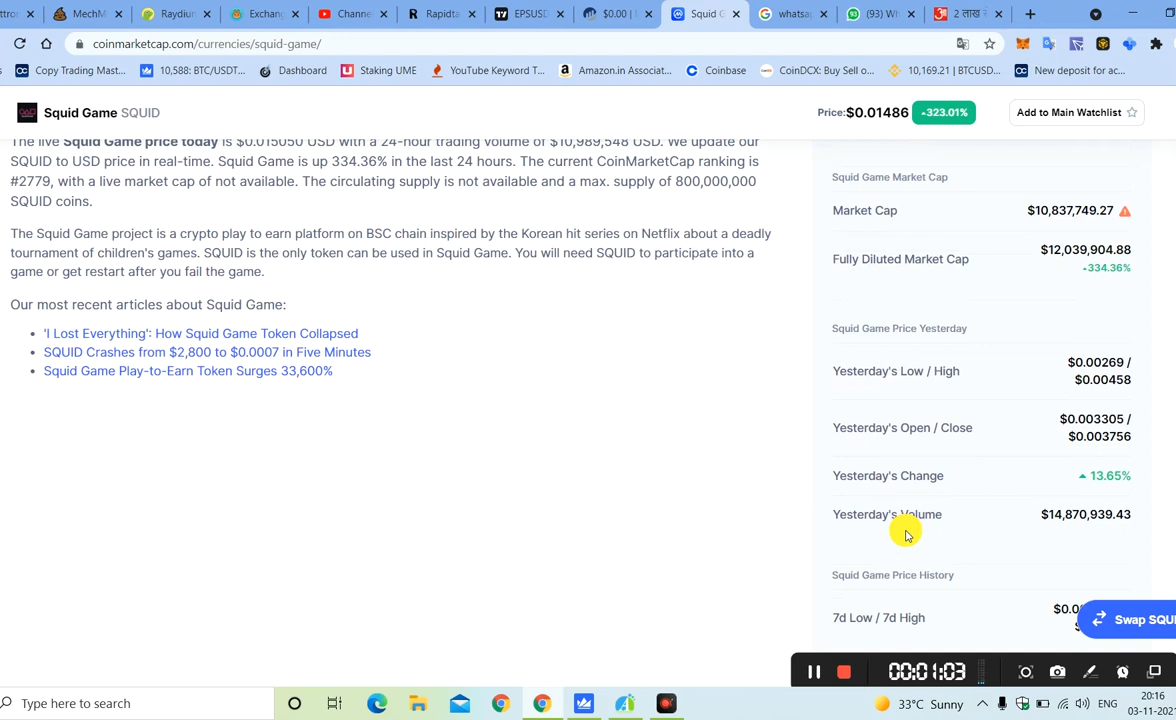 ttror
MechM
Raydiu
Exchan
Channe
Rapidta
EPSUSD
$0.00 |
Squid G
whatsa
(93) Wh
2 लाख
coinmarketcap.com/currencies/squid-game/
Copy Trading Mast...
10,588: BTC/USDT...
Dashboard
Staking UME
YouTube Keyword T...
Amazon.in Associat...
Coinbase
CoinDCX: Buy Sell o...
10,169.21 | BTCUSD...
New deposit for ac...
Squid Game SQUID
Price:$0.01486
323.01%
Add to Main Watchlist
The live Squid Game price today is $0.015050 USD with a 24-hour trading volume of $10,989,548 USD. We update our
SQUID to USD price in real-time. Squid Game is up 334.36% in the last 24 hours. The current CoinMarketCap ranking is
#2779, with a live market cap of not available. The circulating supply is not available and a max. supply of 800,000,000
SQUID coins.
The Squid Game project is a crypto play to earn platform on BSC chain inspired by the Korean hit series on Netflix about a deadly
tournament of children's games. SQUID is the only token can be used in Squid Game. You will need SQUID to participate into a
game or get restart after you fail the game.
Our most recent articles about Squid Game:
• 'I Lost Everything': How Squid Game Token Collapsed
• SQUID Crashes from $2,800 to $0.0007 in Five Minutes
• Squid Game Play-to-Earn Token Surges 33,600%
Squid Game Market Cap
Market Cap
$10,837,749.27
Fully Diluted Market Cap
$12,039,904.88
334.36%
Squid Game Price Yesterday
Yesterday's Low / High
$0.00269 /
$0.00458
Yesterday's Open / Close
$0.003305 /
$0.003756
Yesterday's Change
13.65%
Yesterday's Volume
$14,870,939.43
Squid Game Price History
7d Low / 7d High
$0.0
Swap SQUI
00:01:03
Type here to search
33°C Sunny
ENG
20:16
03-11-202